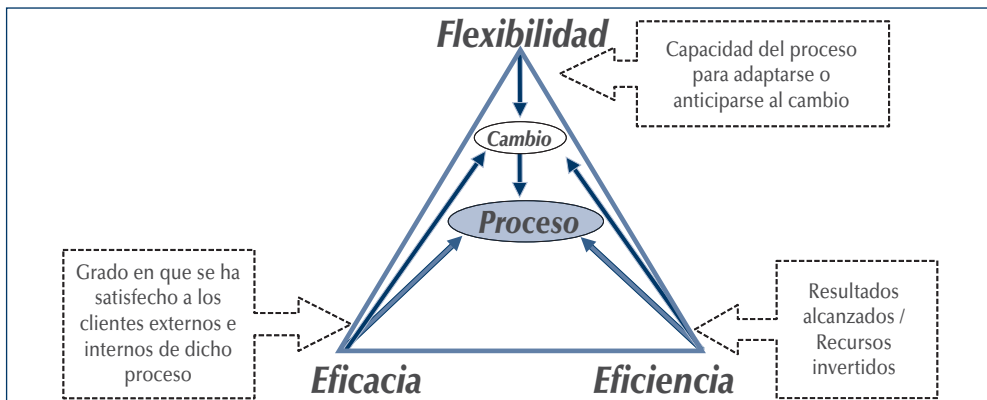 Flexibilidad
Capacidad del proceso
para adaptarse o
anticiparse al cambio
Cambio
Proceso
Grado en que se ha
satisfecho a los
clientes externos e
internos de dicho
proceso
Resultados
alcanzados /
Recursos
invertidos
Eficacia
Eficiencia